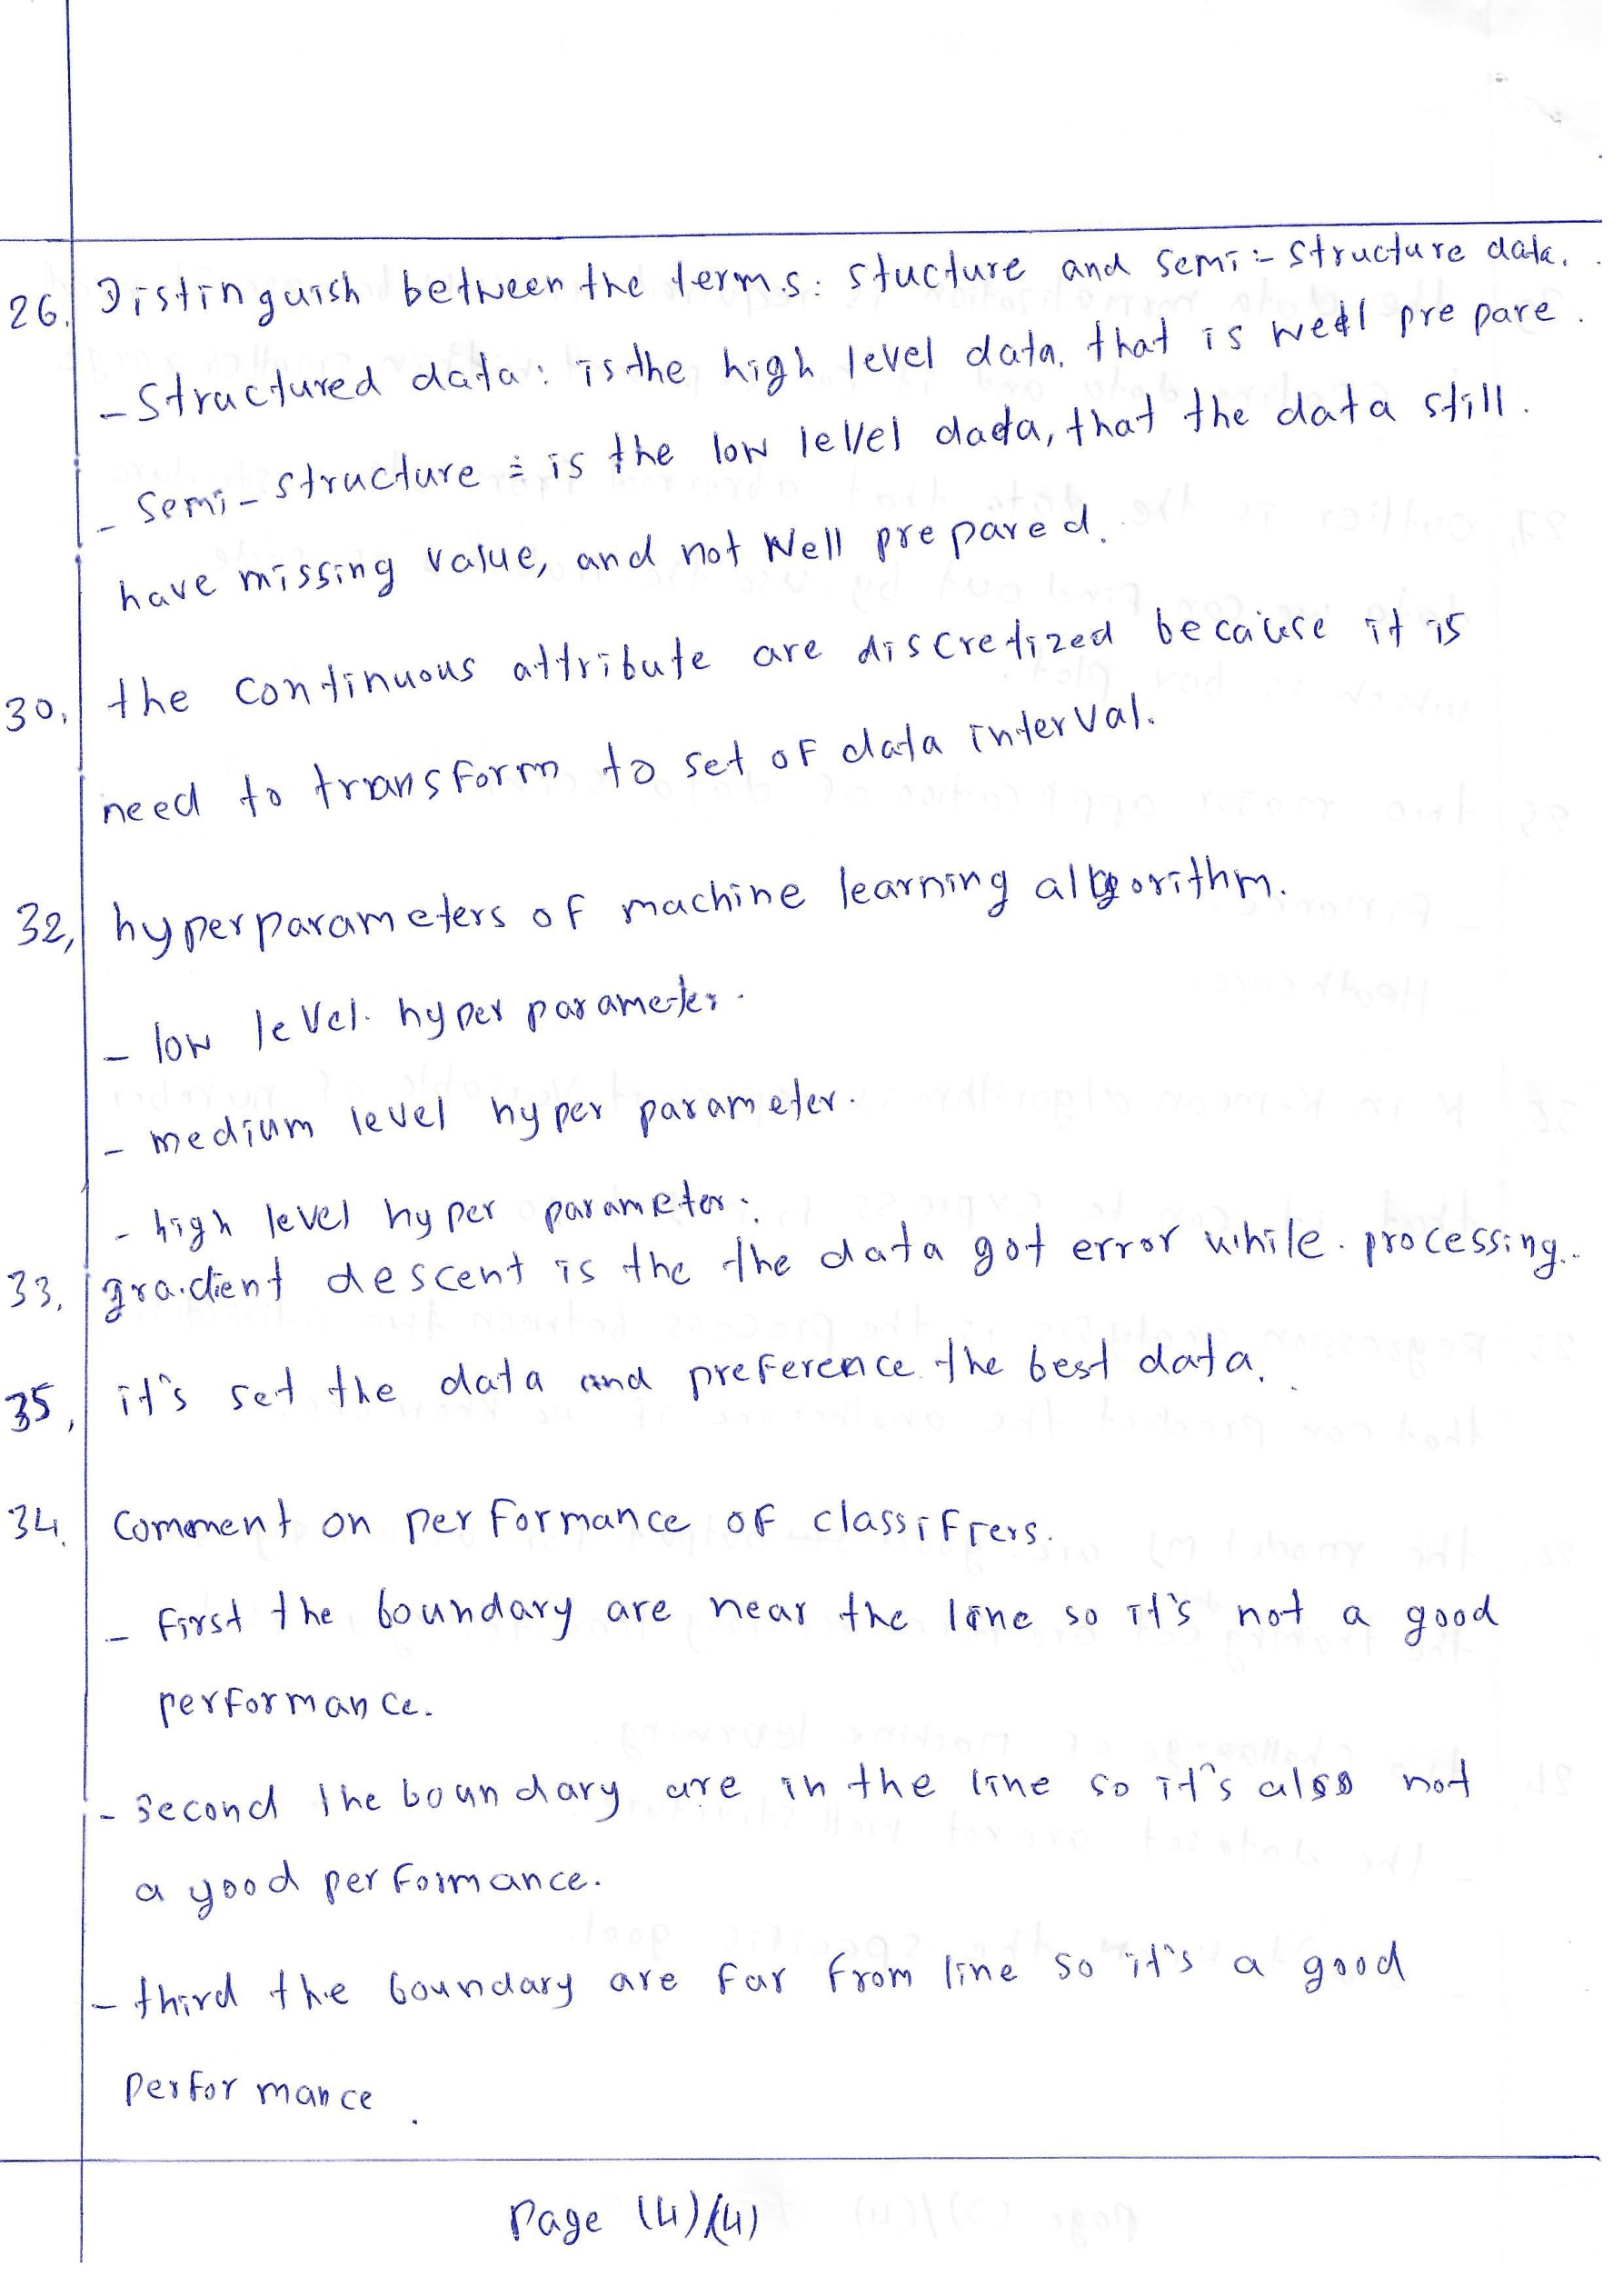 26. Distinguish between the terms: stucture and semi-structure data.
- Structured data: is the high level data. that is well prepare.
- Semi-structure: is the low level data, that the data still.
have missing value, and not well prepared.
30. the continuous attribute are discretized because it is
need to transform to set of data interval.
32, hyperparameters of machine learning algorithm.
- low level hyper parameter.
- medium level hyper parameter.
- high level hyper parameter.
33. gradient descent is the the data got error while processing.
35, it's set the data and preference the best data.
34. Comment on performance of classifiers.
- First the boundary are near the line so it's not a good
performance.
- second the boundary are in the line so it's also not
a good performance.
- third the boundary are far from line so it's a good
performance.
Page (4)/(4)